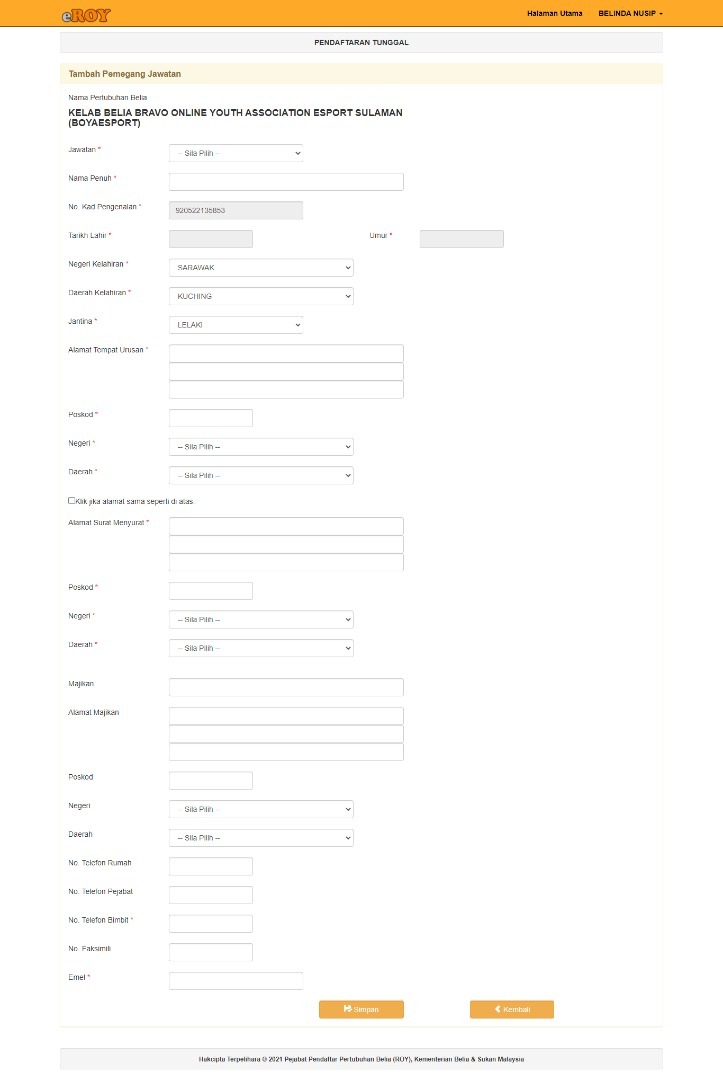 eROY
Halaman Utama BELINDA NUSIP
PENDAFTARAN TUNGGAL
Tambah Pemegang Jawatan
Nama Pertubuhan Belia
KELAB BELIA BRAVO ONLINE YOUTH ASSOCIATION ESPORT SULAMAN
(BOYAESPORT)
Jawatan * -- Sila Pilih --
Nama Penuh *
No. Kad Pengenalan * 920522135853
Tarikh Lahir * Umur *
Negeri Kelahiran * SARAWAK
Daerah Kelahiran * KUCHING
Jantina * LELAKI
Alamat Tempat Urusan *
Poskod *
Negeri * -- Sila Pilih --
Daerah * -- Sila Pilih --
Klik jika alamat sama seperti di atas
Alamat Surat Menyurat *
Poskod *
Negeri * -- Sila Pilih --
Daerah * -- Sila Pilih --
Majikan
Alamat Majikan
Poskod
Negeri -- Sila Pilih --
Daerah -- Sila Pilih --
No. Telefon Rumah
No. Telefon Pejabat
No. Telefon Bimbit *
No. Faksimili
Emel *
Simpan Kembali
Hakcipta Terpelihara © 2021 Pejabat Pendaftar Pertubuhan Belia (ROY), Kementerian Belia & Sukan Malaysia